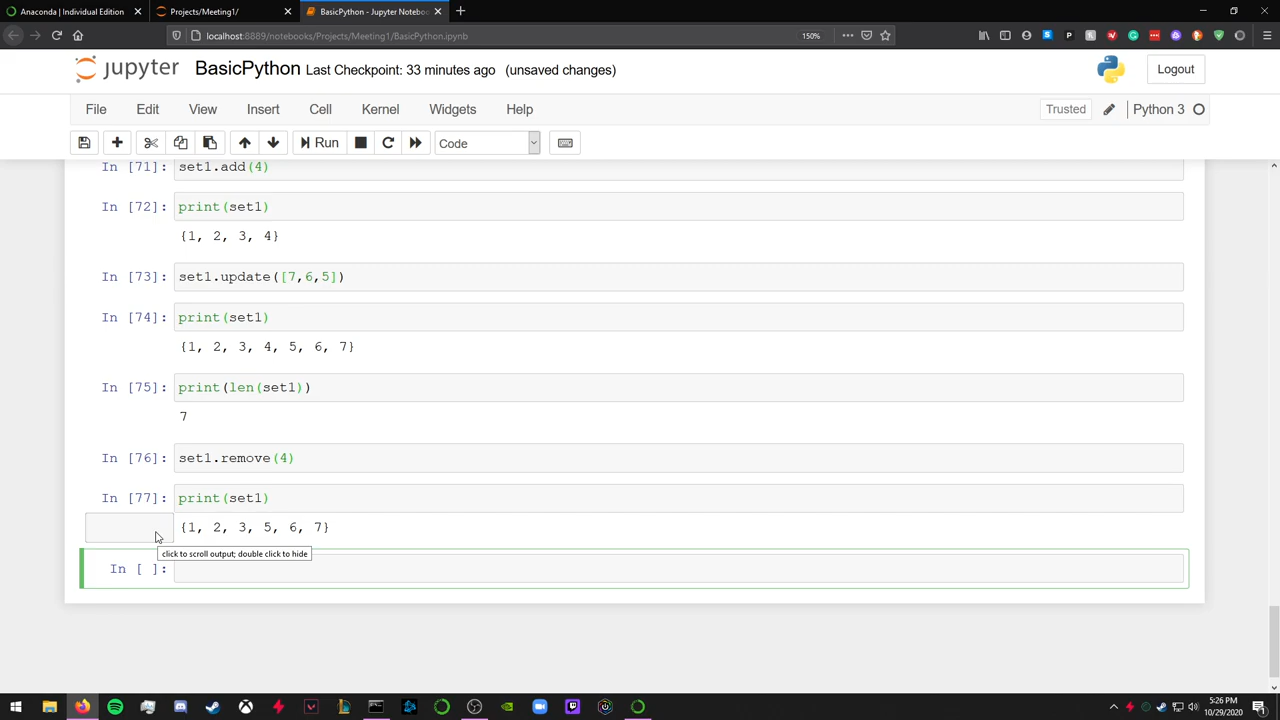 Anaconda | Individual Edition
Projects/Meeting1/
BasicPython - Jupyter Notebo
localhost:8889/notebooks/Projects/Meeting1/BasicPython.ipynb
150%
jupyter BasicPython Last Checkpoint: 33 minutes ago (unsaved changes)
Logout
File Edit View Insert Cell Kernel Widgets Help
Trusted Python 3
Run Code
In [71]: set1.add(4)
In [72]: print(set1)
{1, 2, 3, 4}
In [73]: set1.update([7,6,5])
In [74]: print(set1)
{1, 2, 3, 4, 5, 6, 7}
In [75]: print(len(set1))
7
In [76]: set1.remove(4)
In [77]: print(set1)
{1, 2, 3, 5, 6, 7}
click to scroll output; double click to hide
In [ ]:
5:26 PM
10/29/2020